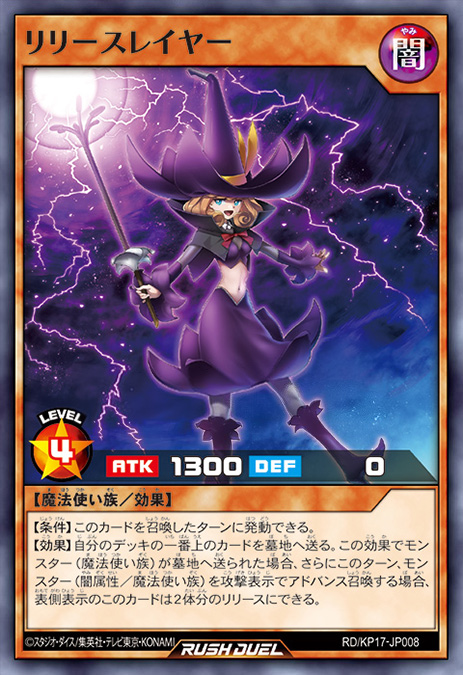 リリースレイヤー
やみ
闇
LEVEL
4
ATK 1300 DEF 0
【魔法使い族／効果】
【条件】このカードを召喚したターンに発動できる。
【効果】自分のデッキの一番上のカードを墓地へ送る。この効果でモン
スター（魔法使い族）が墓地へ送られた場合、さらにこのターン、モン
スター（闇属性／魔法使い族）を攻撃表示でアドバンス召喚する場合、
表側表示のこのカードは2体分のリリースにできる。
©スタジオ・ダイス/集英社・テレビ東京・KONAMI
RUSH DUEL
RD/KP17-JP008